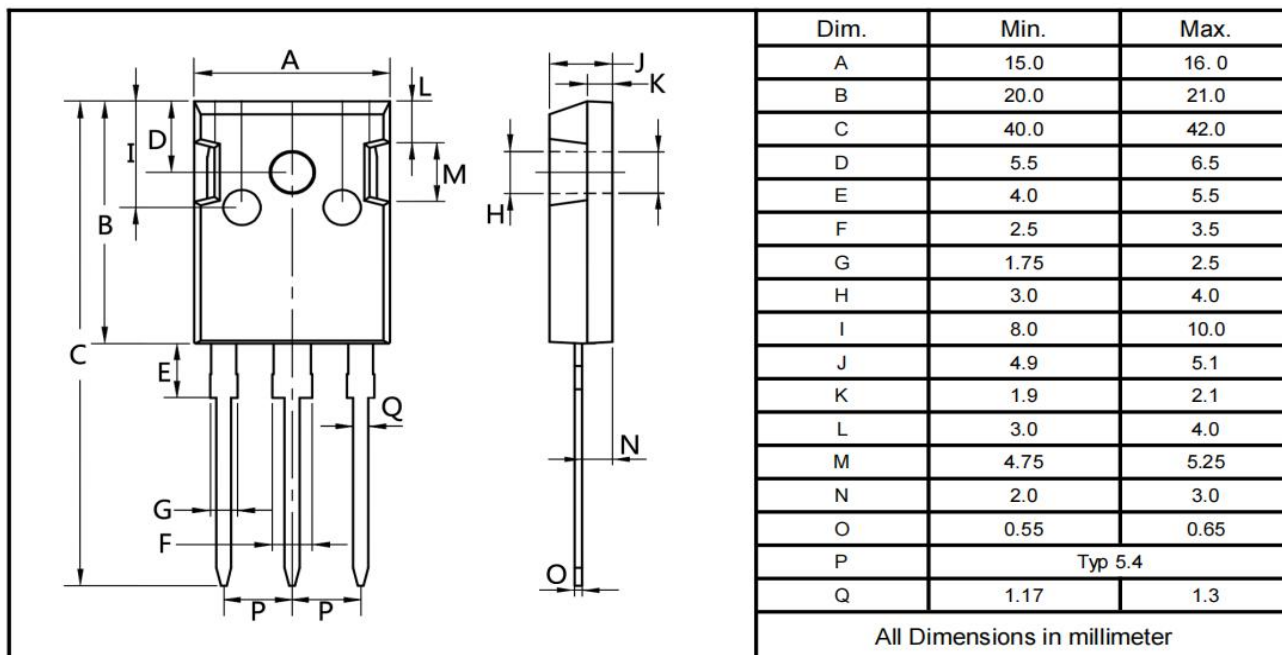 A
L
D
I
M
B
C
E
Q
G
F
P P
J
K
H
N
O
Dim. Min. Max.
A 15.0 16. 0
B 20.0 21.0
C 40.0 42.0
D 5.5 6.5
E 4.0 5.5
F 2.5 3.5
G 1.75 2.5
H 3.0 4.0
I 8.0 10.0
J 4.9 5.1
K 1.9 2.1
L 3.0 4.0
M 4.75 5.25
N 2.0 3.0
O 0.55 0.65
P Typ 5.4
Q 1.17 1.3
All Dimensions in millimeter